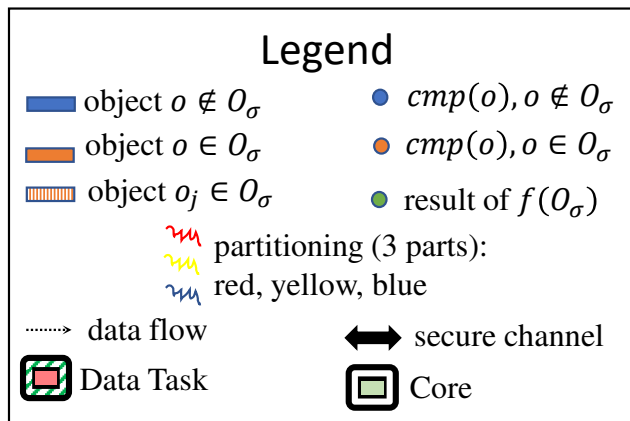 Legend
object o ∉ O_σ
cmp(o), o ∉ O_σ
object o ∈ O_σ
cmp(o), o ∈ O_σ
object o_j ∈ O_σ
result of f(O_σ)
partitioning (3 parts):
red, yellow, blue
data flow
secure channel
Data Task
Core